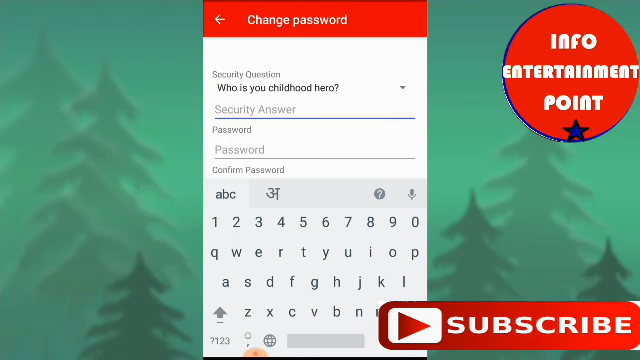 Change password
INFO
ENTERTAINMENT
POINT
Security Question
Who is you childhood hero?
Security Answer
Password
Password
Confirm Password
abc अ ?
1 2 3 4 5 6 7 8 9 0
q w e r t y u i o p
a s d f g h j k l
z x c v b n
?123 ,
SUBSCRIBE